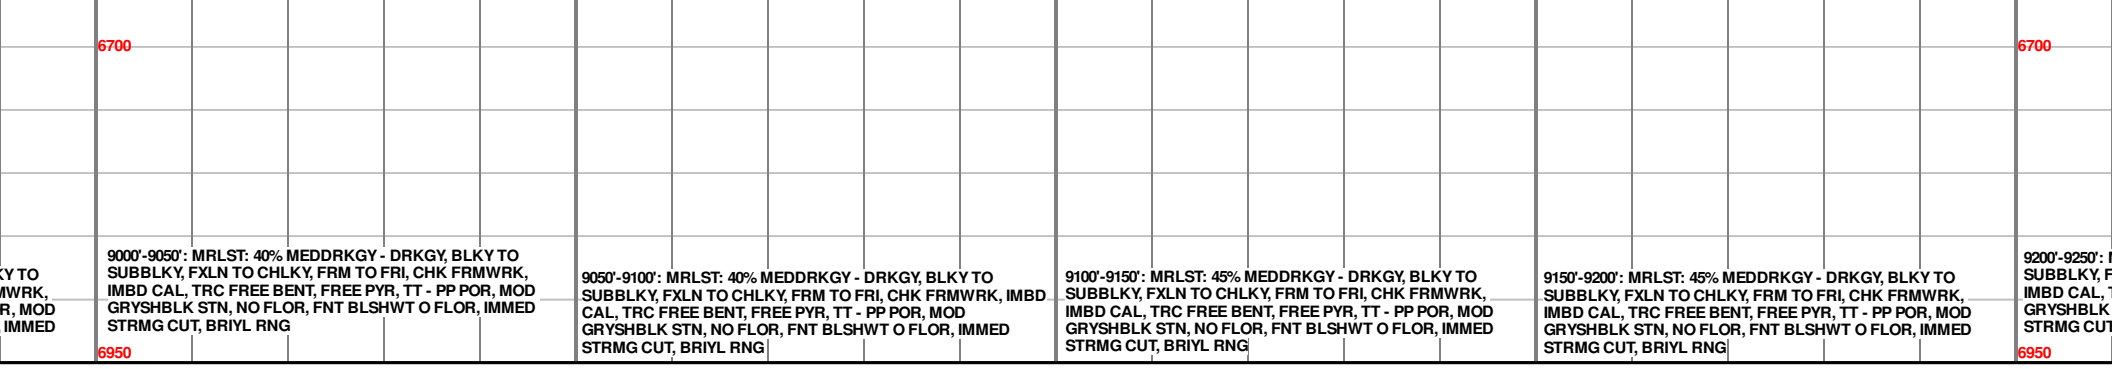 6700
6700
KY TO
MWRK,
R, MOD
IMMED
9000'-9050': MRLST: 40% MEDDRKGY - DRKGY, BLKY TO
SUBBLKY, FXLN TO CHLKY, FRM TO FRI, CHK FRMWRK,
IMBD CAL, TRC FREE BENT, FREE PYR, TT - PP POR, MOD
GRYSHBLK STN, NO FLOR, FNT BLSHWT O FLOR, IMMED
STRMG CUT, BRIYL RNG
9050'-9100': MRLST: 40% MEDDRKGY - DRKGY, BLKY TO
SUBBLKY, FXLN TO CHLKY, FRM TO FRI, CHK FRMWRK, IMBD
CAL, TRC FREE BENT, FREE PYR, TT - PP POR, MOD
GRYSHBLK STN, NO FLOR, FNT BLSHWT O FLOR, IMMED
STRMG CUT, BRIYL RNG
9100'-9150': MRLST: 45% MEDDRKGY - DRKGY, BLKY TO
SUBBLKY, FXLN TO CHLKY, FRM TO FRI, CHK FRMWRK,
IMBD CAL, TRC FREE BENT, FREE PYR, TT - PP POR, MOD
GRYSHBLK STN, NO FLOR, FNT BLSHWT O FLOR, IMMED
STRMG CUT, BRIYL RNG
9150'-9200': MRLST: 45% MEDDRKGY - DRKGY, BLKY TO
SUBBLKY, FXLN TO CHLKY, FRM TO FRI, CHK FRMWRK,
IMBD CAL, TRC FREE BENT, FREE PYR, TT - PP POR, MOD
GRYSHBLK STN, NO FLOR, FNT BLSHWT O FLOR, IMMED
STRMG CUT, BRIYL RNG
9200'-9250':
SUBBLKY, F
IMBD CAL,
GRYSHBLK
STRMG CUT
6950
6950